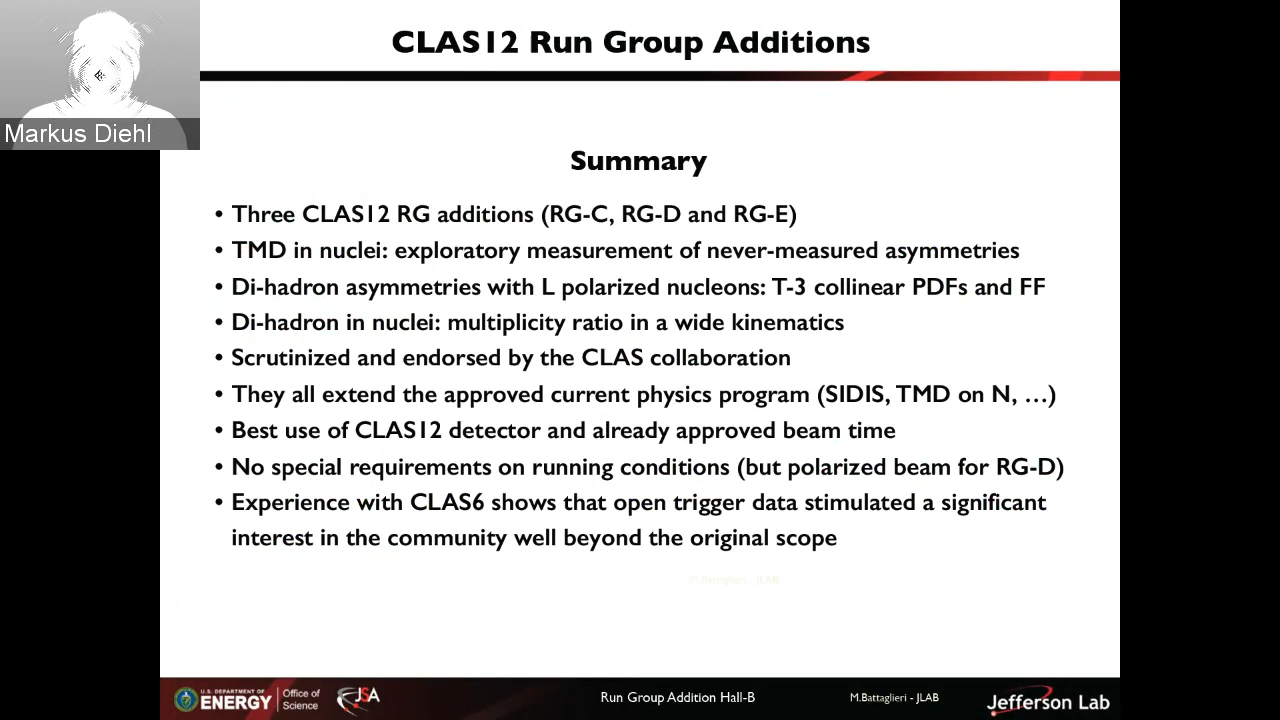 CLAS12 Run Group Additions
Markus Diehl
Summary
• Three CLAS12 RG additions (RG-C, RG-D and RG-E)
• TMD in nuclei: exploratory measurement of never-measured asymmetries
• Di-hadron asymmetries with L polarized nucleons: T-3 collinear PDFs and FF
• Di-hadron in nuclei: multiplicity ratio in a wide kinematics
• Scrutinized and endorsed by the CLAS collaboration
• They all extend the approved current physics program (SIDIS, TMD on N, …)
• Best use of CLAS12 detector and already approved beam time
• No special requirements on running conditions (but polarized beam for RG-D)
• Experience with CLAS6 shows that open trigger data stimulated a significant
interest in the community well beyond the original scope
M.Battaglieri - JLAB
U.S. DEPARTMENT OF
ENERGY
Office of
Science
JSA
Run Group Addition Hall-B
M.Battaglieri - JLAB
Jefferson Lab